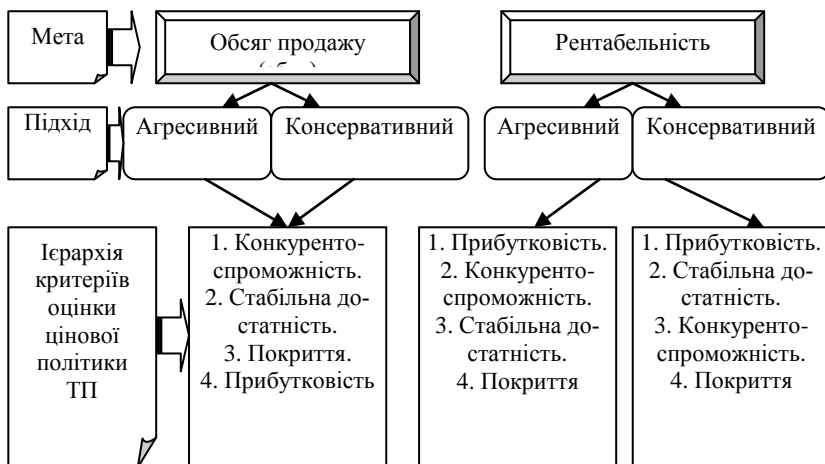 Мета
Обсяг продажу
Рентабельність
Підхід
Агресивний
Консервативний
Агресивний
Консервативний
Ієрархія
критеріїв
оцінки
цінової
політики
ТП
1. Конкуренто-
спроможність.
2. Стабільна до-
статність.
3. Покриття.
4. Прибутковість
1. Прибутковість.
2. Конкуренто-
спроможність.
3. Стабільна до-
статність.
4. Покриття
1. Прибутковість.
2. Стабільна до-
статність.
3. Конкуренто-
спроможність.
4. Покриття